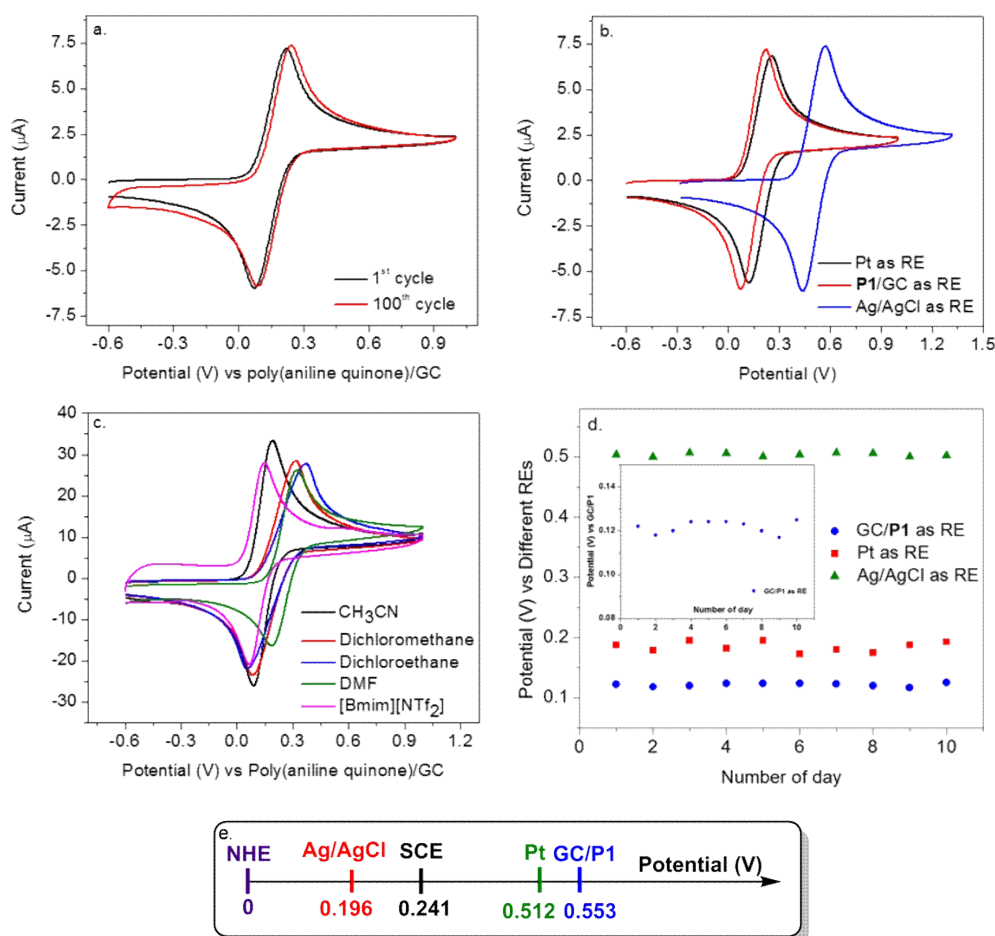 a.
7.5
5.0
2.5
0.0
-2.5
-5.0
-7.5
Current (μA)
1st cycle
100th cycle
-0.6 -0.3 0.0 0.3 0.6 0.9
Potential (V) vs poly(aniline quinone)/GC
b.
7.5
5.0
2.5
0.0
-2.5
-5.0
-7.5
Current (μA)
Pt as RE
P1/GC as RE
Ag/AgCl as RE
-0.6 -0.3 0.0 0.3 0.6 0.9 1.2 1.5
Potential (V)
c.
40
30
20
10
0
-10
-20
-30
Current (μA)
CH3CN
Dichloromethane
Dichloroethane
DMF
[Bmim][NTf2]
-0.6 -0.3 0.0 0.3 0.6 0.9 1.2
Potential (V) vs Poly(aniline quinone)/GC
d.
0.5
0.4
0.3
0.2
0.1
Potential (V) vs Different REs
0.14
0.12
0.10
0.08
Potential (V) vs GC/P1
GC/P1 as RE
0 2 4 6 8 10
Number of day
GC/P1 as RE
Pt as RE
Ag/AgCl as RE
0 2 4 6 8 10
Number of day
e.
NHE Ag/AgCl SCE Pt GC/P1 Potential (V)
0 0.196 0.241 0.512 0.553